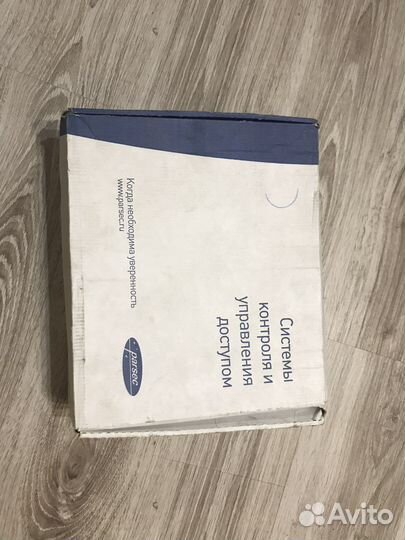 Системы
контроля и
управления
доступом
Когда необходима уверенность
www.parsec.ru
parsec
Avito